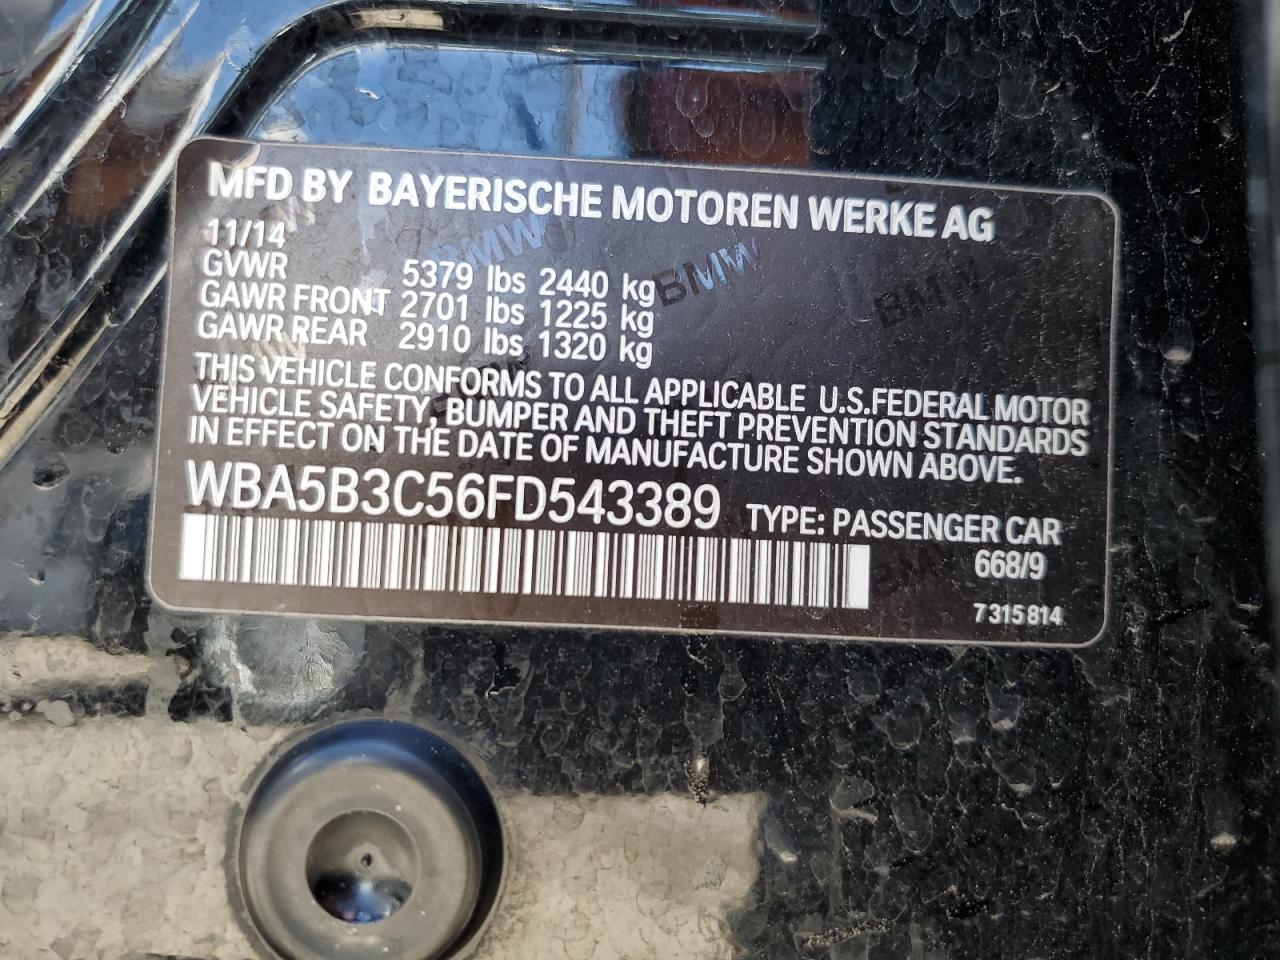 MFD BY BAYERISCHE MOTOREN WERKE AG
11/14
GVWR 5379 lbs 2440 kg
GAWR FRONT 2701 lbs 1225 kg
GAWR REAR 2910 lbs 1320 kg
THIS VEHICLE CONFORMS TO ALL APPLICABLE U.S.FEDERAL MOTOR
VEHICLE SAFETY, BUMPER AND THEFT PREVENTION STANDARDS
IN EFFECT ON THE DATE OF MANUFACTURE SHOWN ABOVE.
WBA5B3C56FD543389 TYPE: PASSENGER CAR
668/9
7 315 814
BMW
BMW
BMW
BMW